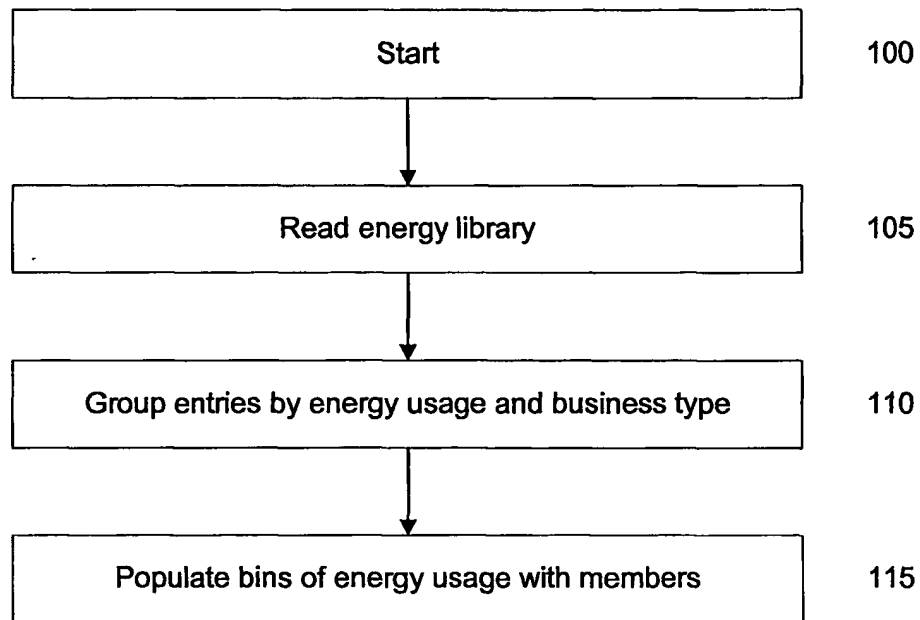 Start 100
Read energy library 105
Group entries by energy usage and business type 110
Populate bins of energy usage with members 115